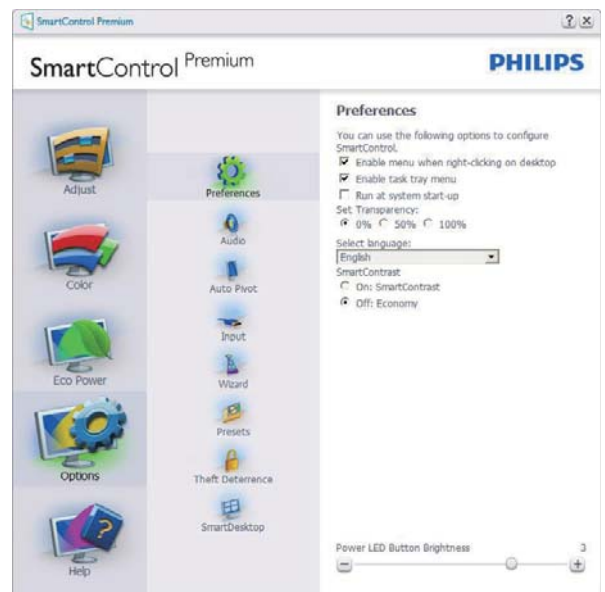 SmartControl Premium
SmartControl Premium
PHILIPS
Adjust
Color
Eco Power
Options
Help
Preferences
Audio
Auto Pivot
Input
Wizard
Presets
Theft Deterrence
SmartDesktop
Preferences
You can use the following options to configure
SmartControl.
Enable menu when right-clicking on desktop
Enable task tray menu
Run at system start-up
Set Transparency:
0% 50% 100%
Select language:
English
SmartContrast
On: SmartContrast
Off: Economy
Power LED Button Brightness 3